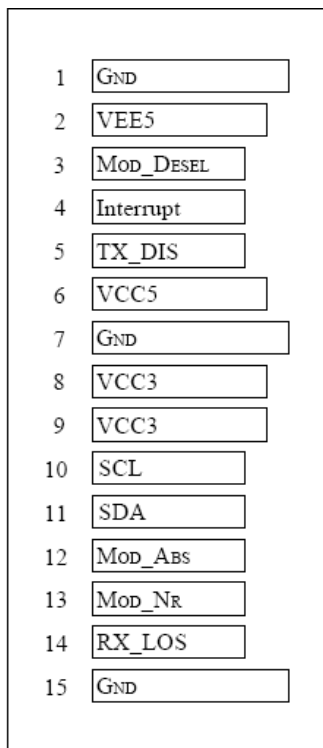 1 GND
2 VEE5
3 MOD_DESEL
4 Interrupt
5 TX_DIS
6 VCC5
7 GND
8 VCC3
9 VCC3
10 SCL
11 SDA
12 MOD_ABS
13 MOD_NR
14 RX_LOS
15 GND